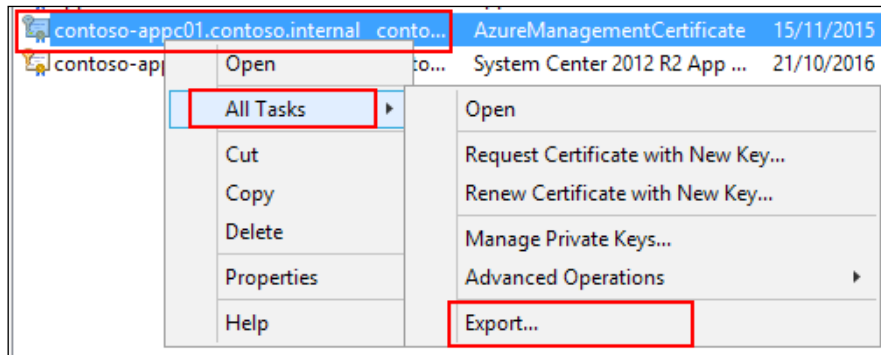 contoso-appc01.contoso.internal conto... AzureManagementCertificate 15/11/2015
contoso-app to... System Center 2012 R2 App ... 21/10/2016
Open
All Tasks
Cut
Copy
Delete
Properties
Help
Open
Request Certificate with New Key...
Renew Certificate with New Key...
Manage Private Keys...
Advanced Operations
Export...